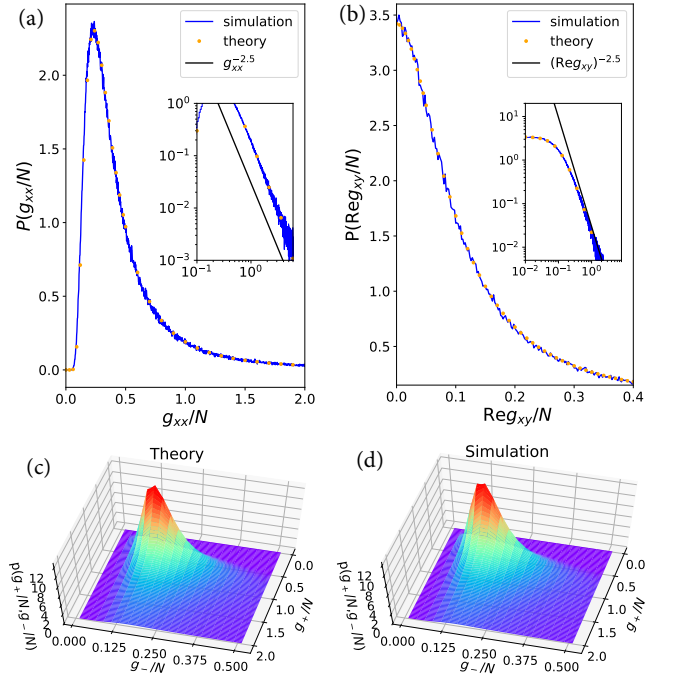 (a)
simulation
theory
g_{xx}^{-2.5}
P(g_{xx}/N)
2.0
1.5
1.0
0.5
0.0
10^0
10^{-1}
10^{-2}
10^{-3}
10^{-1} 10^0
0.0 0.5 1.0 1.5 2.0
g_{xx}/N
(b)
simulation
theory
(Reg_{xy})^{-2.5}
P(Reg_{xy}/N)
3.5
3.0
2.5
2.0
1.5
1.0
0.5
10^1
10^0
10^{-1}
10^{-2}
10^{-2} 10^{-1} 10^0
0.0 0.1 0.2 0.3 0.4
Reg_{xy}/N
(c)
Theory
p(g_+/N, g_-/N)
12
10
8
6
4
2
0
0.000 0.125 0.250 0.375 0.500
g_-/N
0.0
0.5
1.0
1.5
2.0
g_+/N
(d)
Simulation
p(g_+/N, g_-/N)
12
10
8
6
4
2
0
0.000 0.125 0.250 0.375 0.500
g_-/N
0.0
0.5
1.0
1.5
2.0
g_+/N